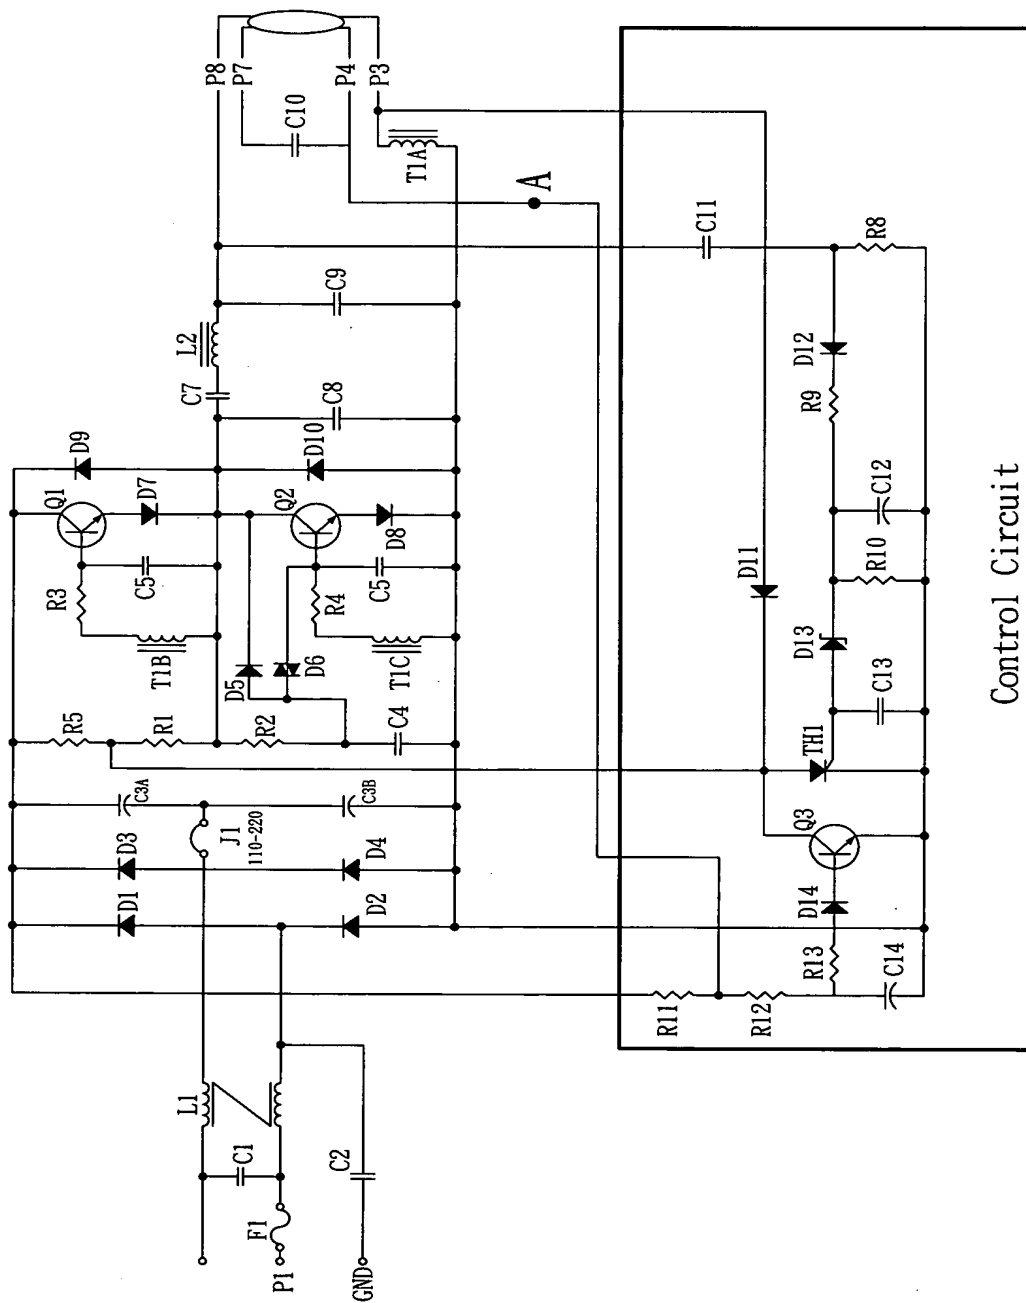 P8
P7
P4
P3
C10
T1A
A
C11
R8
C9
L2
C7
C8
D12
R9
D9
D10
Q1
D7
Q2
D8
C12
R10
D11
C5
C5
R3
R4
T1B
T1C
D5
D6
D13
C13
R5
R1
R2
C4
TH1
C3A
C3B
J1
110-220
D3
D4
Q3
D1
D2
D14
R13
C14
R11
R12
L1
C1
C2
F1
P1
GND
Control Circuit